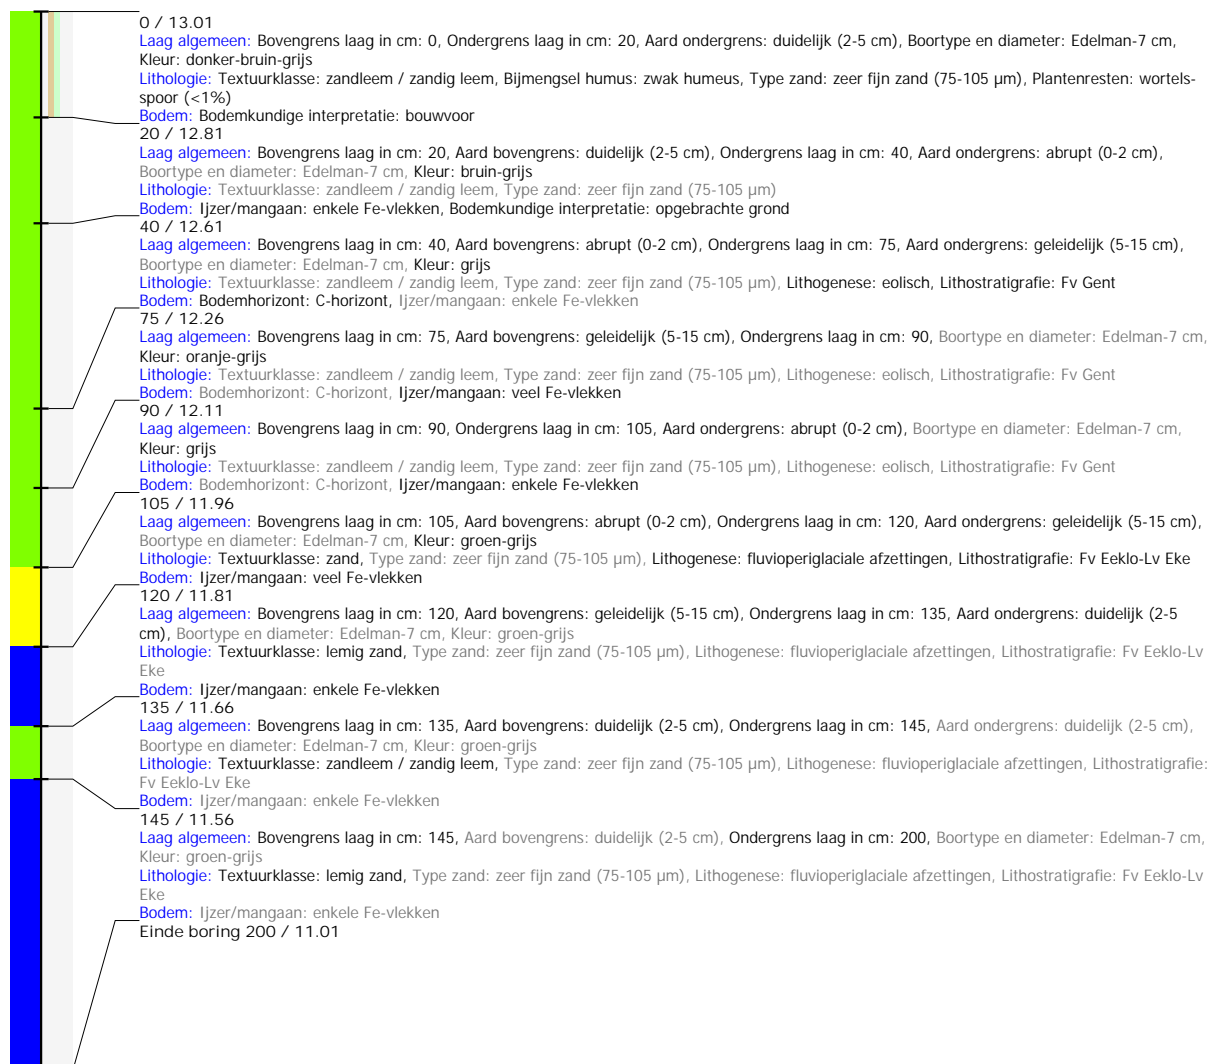 0 / 13.01
Laag algemeen: Bovengrens laag in cm: 0, Ondergrens laag in cm: 20, Aard ondergrens: duidelijk (2-5 cm), Boortype en diameter: Edelman-7 cm,
Kleur: donker-bruin-grijs
Lithologie: Textuurklasse: zandleem / zandig leem, Bijmengsel humus: zwak humeus, Type zand: zeer fijn zand (75-105 µm), Plantenresten: wortels-
spoor (<1%)
Bodem: Bodemkundige interpretatie: bouwvoor
20 / 12.81
Laag algemeen: Bovengrens laag in cm: 20, Aard bovengrens: duidelijk (2-5 cm), Ondergrens laag in cm: 40, Aard ondergrens: abrupt (0-2 cm),
Boortype en diameter: Edelman-7 cm, Kleur: bruin-grijs
Lithologie: Textuurklasse: zandleem / zandig leem, Type zand: zeer fijn zand (75-105 µm)
Bodem: Ijzer/mangaan: enkele Fe-vlekken, Bodemkundige interpretatie: opgebrachte grond
40 / 12.61
Laag algemeen: Bovengrens laag in cm: 40, Aard bovengrens: abrupt (0-2 cm), Ondergrens laag in cm: 75, Aard ondergrens: geleidelijk (5-15 cm),
Boortype en diameter: Edelman-7 cm, Kleur: grijs
Lithologie: Textuurklasse: zandleem / zandig leem, Type zand: zeer fijn zand (75-105 µm), Lithogenese: eolisch, Lithostratigrafie: Fv Gent
Bodem: Bodemhorizont: C-horizont, Ijzer/mangaan: enkele Fe-vlekken
75 / 12.26
Laag algemeen: Bovengrens laag in cm: 75, Aard bovengrens: geleidelijk (5-15 cm), Ondergrens laag in cm: 90, Boortype en diameter: Edelman-7 cm,
Kleur: oranje-grijs
Lithologie: Textuurklasse: zandleem / zandig leem, Type zand: zeer fijn zand (75-105 µm), Lithogenese: eolisch, Lithostratigrafie: Fv Gent
Bodem: Bodemhorizont: C-horizont, Ijzer/mangaan: veel Fe-vlekken
90 / 12.11
Laag algemeen: Bovengrens laag in cm: 90, Ondergrens laag in cm: 105, Aard ondergrens: abrupt (0-2 cm), Boortype en diameter: Edelman-7 cm,
Kleur: grijs
Lithologie: Textuurklasse: zandleem / zandig leem, Type zand: zeer fijn zand (75-105 µm), Lithogenese: eolisch, Lithostratigrafie: Fv Gent
Bodem: Bodemhorizont: C-horizont, Ijzer/mangaan: enkele Fe-vlekken
105 / 11.96
Laag algemeen: Bovengrens laag in cm: 105, Aard bovengrens: abrupt (0-2 cm), Ondergrens laag in cm: 120, Aard ondergrens: geleidelijk (5-15 cm),
Boortype en diameter: Edelman-7 cm, Kleur: groen-grijs
Lithologie: Textuurklasse: zand, Type zand: zeer fijn zand (75-105 µm), Lithogenese: fluvioperiglaciale afzettingen, Lithostratigrafie: Fv Eeklo-Lv Eke
Bodem: Ijzer/mangaan: veel Fe-vlekken
120 / 11.81
Laag algemeen: Bovengrens laag in cm: 120, Aard bovengrens: geleidelijk (5-15 cm), Ondergrens laag in cm: 135, Aard ondergrens: duidelijk (2-5
cm), Boortype en diameter: Edelman-7 cm, Kleur: groen-grijs
Lithologie: Textuurklasse: lemig zand, Type zand: zeer fijn zand (75-105 µm), Lithogenese: fluvioperiglaciale afzettingen, Lithostratigrafie: Fv Eeklo-Lv
Eke
Bodem: Ijzer/mangaan: enkele Fe-vlekken
135 / 11.66
Laag algemeen: Bovengrens laag in cm: 135, Aard bovengrens: duidelijk (2-5 cm), Ondergrens laag in cm: 145, Aard ondergrens: duidelijk (2-5 cm),
Boortype en diameter: Edelman-7 cm, Kleur: groen-grijs
Lithologie: Textuurklasse: zandleem / zandig leem, Type zand: zeer fijn zand (75-105 µm), Lithogenese: fluvioperiglaciale afzettingen, Lithostratigrafie:
Fv Eeklo-Lv Eke
Bodem: Ijzer/mangaan: enkele Fe-vlekken
145 / 11.56
Laag algemeen: Bovengrens laag in cm: 145, Aard bovengrens: duidelijk (2-5 cm), Ondergrens laag in cm: 200, Boortype en diameter: Edelman-7 cm,
Kleur: groen-grijs
Lithologie: Textuurklasse: lemig zand, Type zand: zeer fijn zand (75-105 µm), Lithogenese: fluvioperiglaciale afzettingen, Lithostratigrafie: Fv Eeklo-Lv
Eke
Bodem: Ijzer/mangaan: enkele Fe-vlekken
Einde boring 200 / 11.01